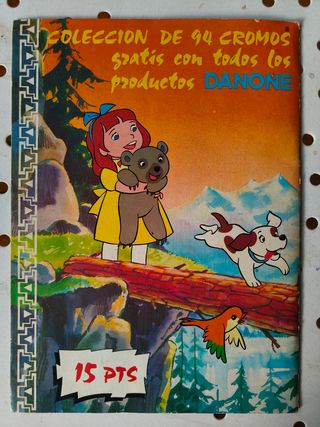 COLECCION DE 94 CROMOS
gratis con todos los
productos DANONE
15 PTS